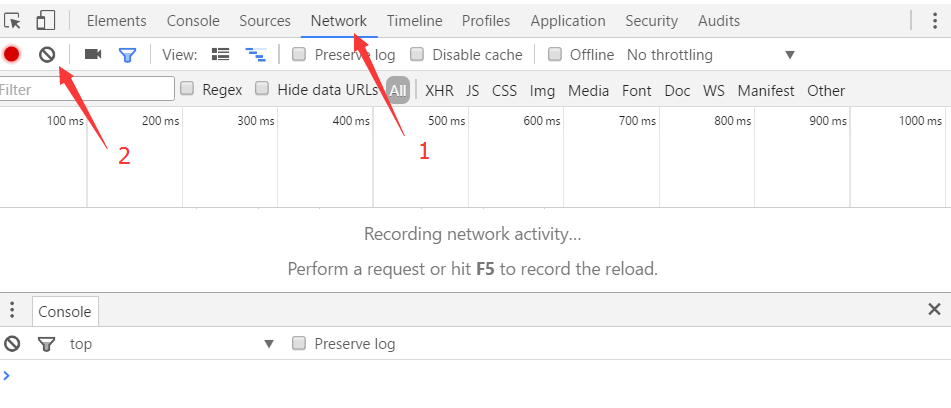 Elements Console Sources Network Timeline Profiles Application Security Audits
View: Preserve log Disable cache Offline No throttling
Filter Regex Hide data URLs All XHR JS CSS Img Media Font Doc WS Manifest Other
100 ms 200 ms 300 ms 400 ms 500 ms 600 ms 700 ms 800 ms 900 ms 1000 ms
2 1
Recording network activity...
Perform a request or hit F5 to record the reload.
Console
top Preserve log